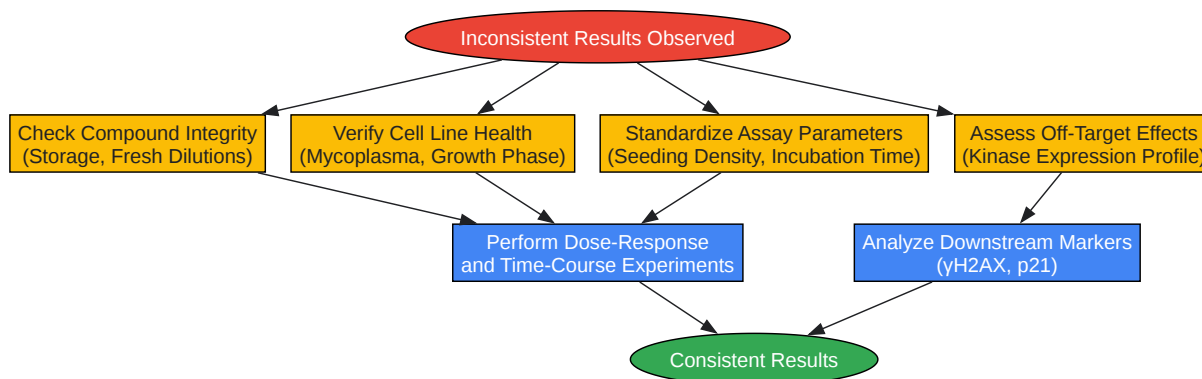 Inconsistent Results Observed
Check Compound Integrity
(Storage, Fresh Dilutions)
Verify Cell Line Health
(Mycoplasma, Growth Phase)
Standardize Assay Parameters
(Seeding Density, Incubation Time)
Assess Off-Target Effects
(Kinase Expression Profile)
Perform Dose-Response
and Time-Course Experiments
Analyze Downstream Markers
(γH2AX, p21)
Consistent Results